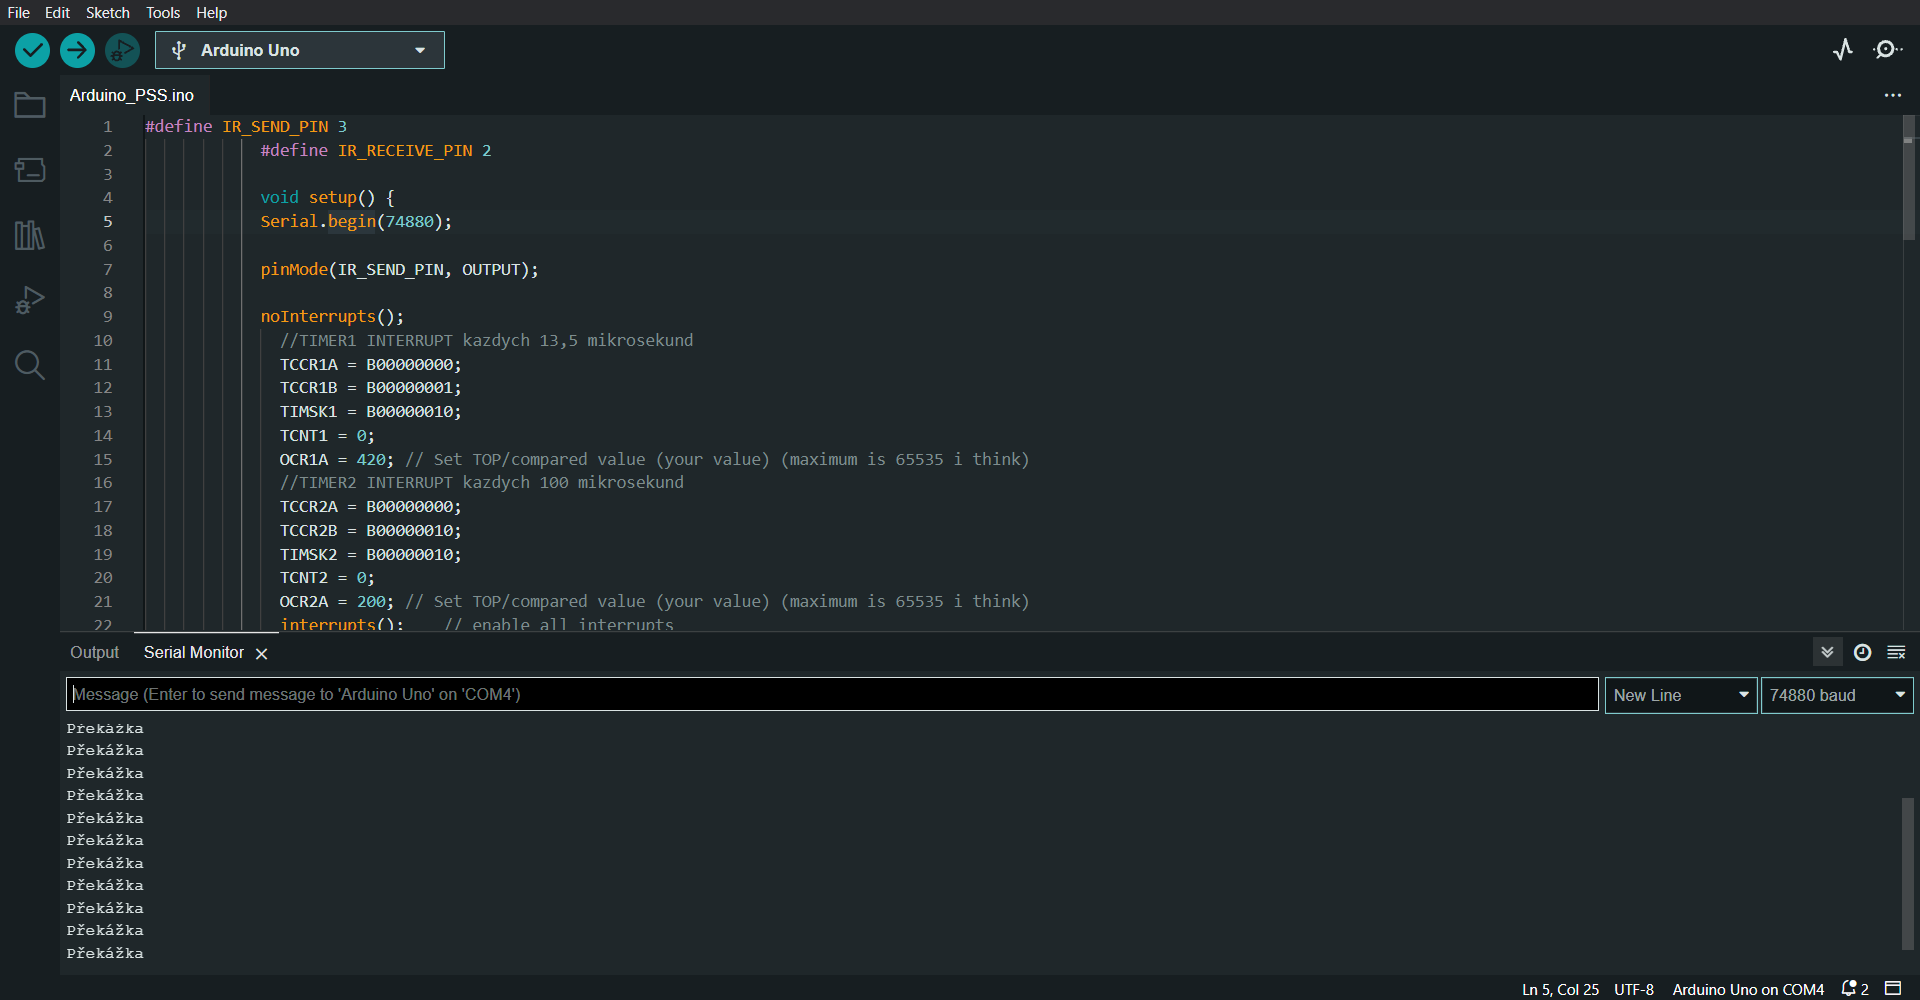 File Edit Sketch Tools Help
Arduino Uno
Arduino_PSS.ino
1 #define IR_SEND_PIN 3
2 #define IR_RECEIVE_PIN 2
3
4 void setup() {
5 Serial.begin(74880);
6
7 pinMode(IR_SEND_PIN, OUTPUT);
8
9 noInterrupts();
10 //TIMER1 INTERRUPT kazdych 13,5 mikrosekund
11 TCCR1A = B00000000;
12 TCCR1B = B00000001;
13 TIMSK1 = B00000010;
14 TCNT1 = 0;
15 OCR1A = 420; // Set TOP/compared value (your value) (maximum is 65535 i think)
16 //TIMER2 INTERRUPT kazdych 100 mikrosekund
17 TCCR2A = B00000000;
18 TCCR2B = B00000010;
19 TIMSK2 = B00000010;
20 TCNT2 = 0;
21 OCR2A = 200; // Set TOP/compared value (your value) (maximum is 65535 i think)
22 interrupts(); // enable all interrupts
Output Serial Monitor
Message (Enter to send message to 'Arduino Uno' on 'COM4') New Line 74880 baud
Překážka
Překážka
Překážka
Překážka
Překážka
Překážka
Překážka
Překážka
Překážka
Překážka
Překážka
Ln 5, Col 25 UTF-8 Arduino Uno on COM4 2